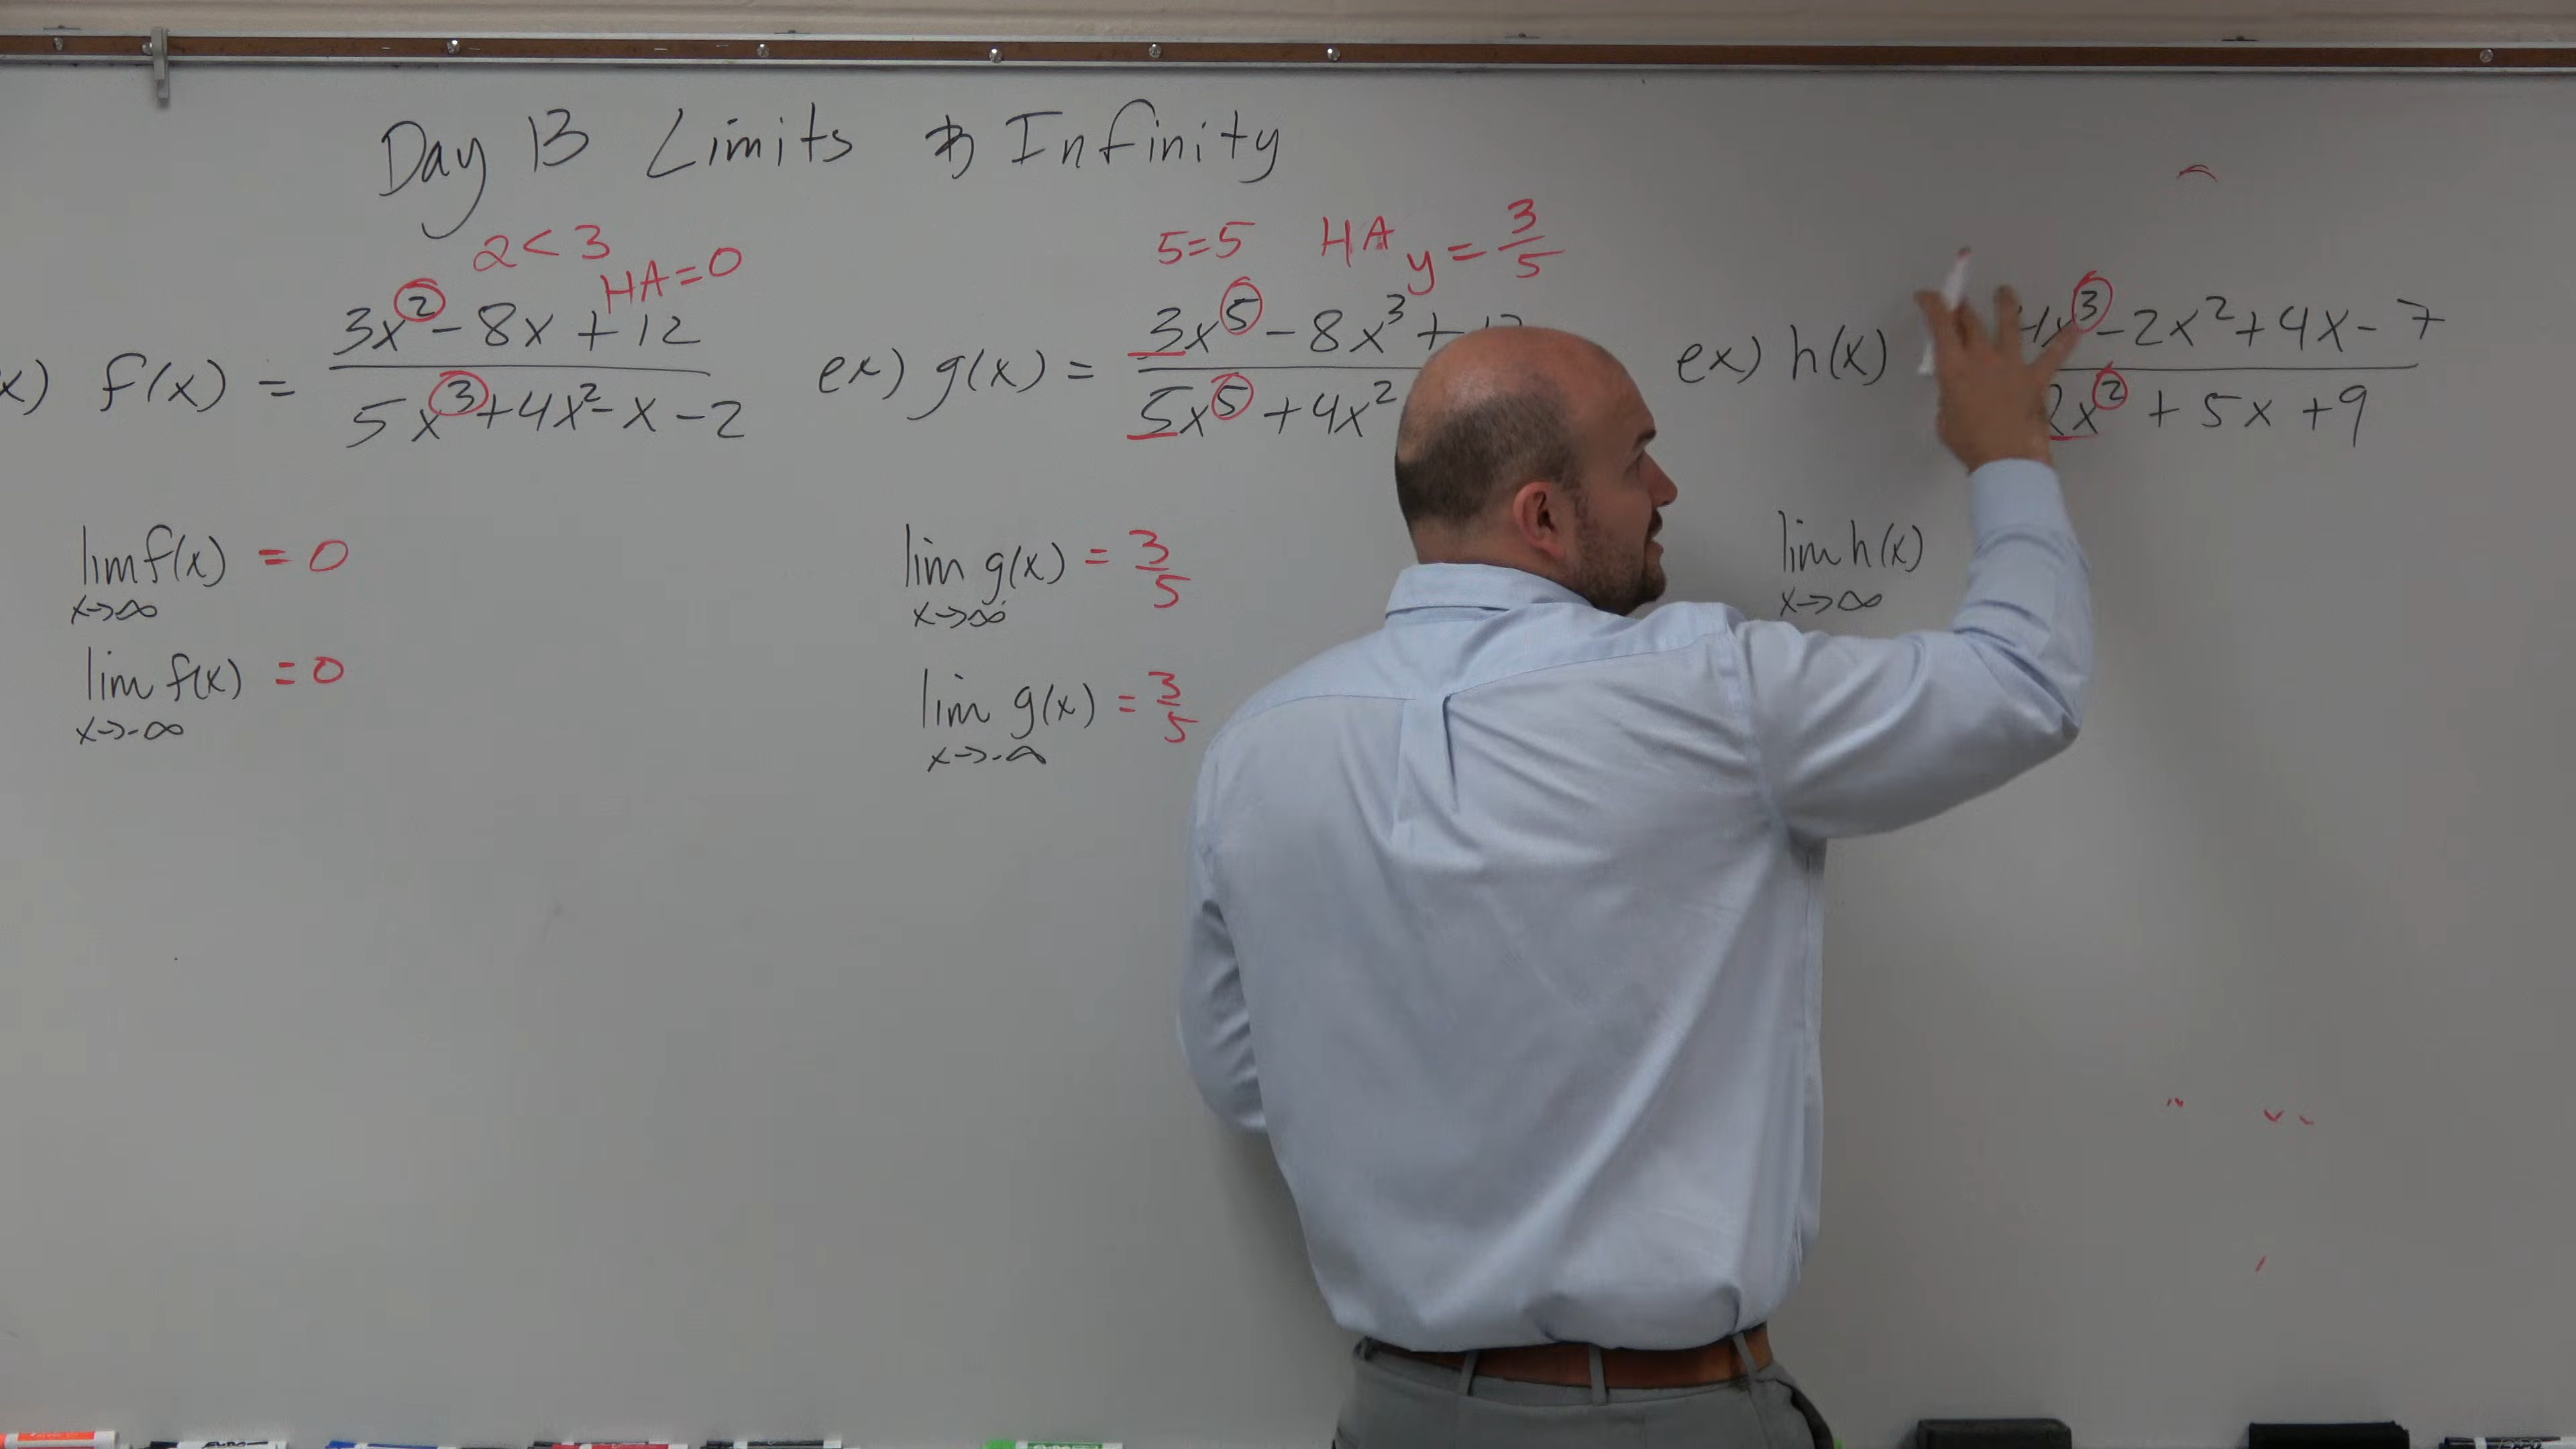 Day 13 Limits @ Infinity
2 < 3
HA = 0
x) f(x) = 3x² - 8x + 12 / 5x³ + 4x² - x - 2
lim f(x) = 0
x→∞
lim f(x) = 0
x→-∞
5=5 HA y = 3/5
ex) g(x) = 3x⁵ - 8x³ + / 5x⁵ + 4x²
lim g(x) = 3/5
x→∞
lim g(x) = 3/5
x→-∞
ex) h(x) 4x³ - 2x² + 4x - 7 / 2x² + 5x + 9
lim h(x)
x→∞